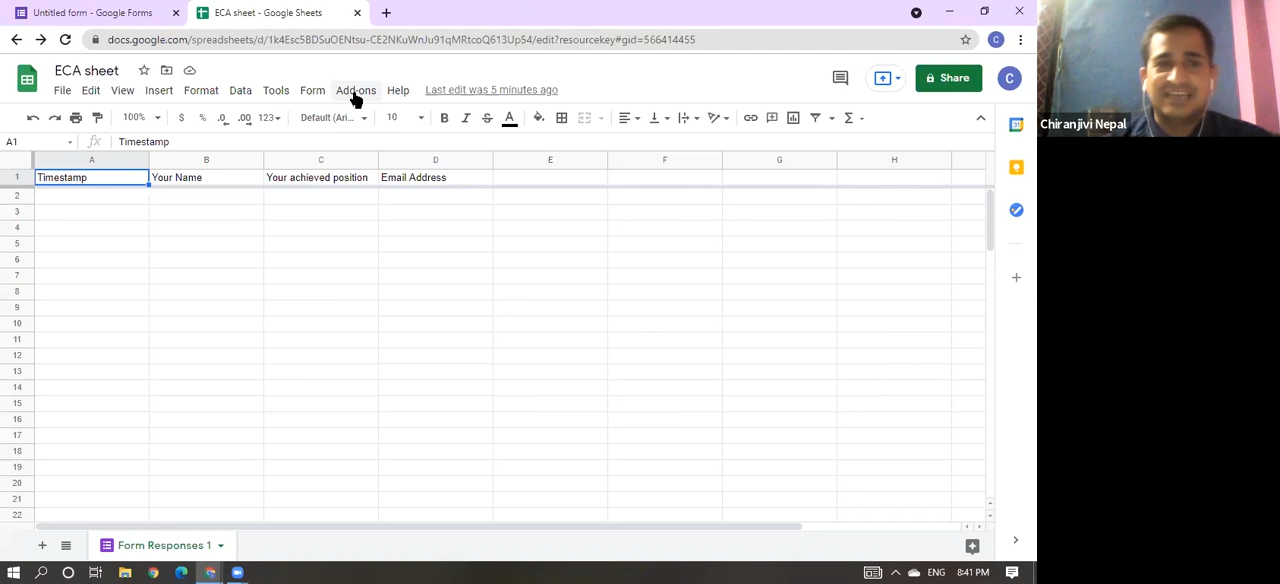 Untitled form - Google Forms
ECA sheet - Google Sheets
docs.google.com/spreadsheets/d/1k4Esc5BDSuOENtsu-CE2NKuWnJu91qMRtcoQ613Up54/edit?resourcekey#gid=566414455
C
ECA sheet
File Edit View Insert Format Data Tools Form Add-ons Help Last edit was 5 minutes ago
Share
C
100% $ % .0 .00 123 Default (Ari... 10 B I S A
A1 fx Timestamp
A B C D E F G H
1 Timestamp Your Name Your achieved position Email Address
2
3
4
5
6
7
8
9
10
11
12
13
14
15
16
17
18
19
20
21
22
Form Responses 1
ENG 8:41 PM
Chiranjivi Nepal